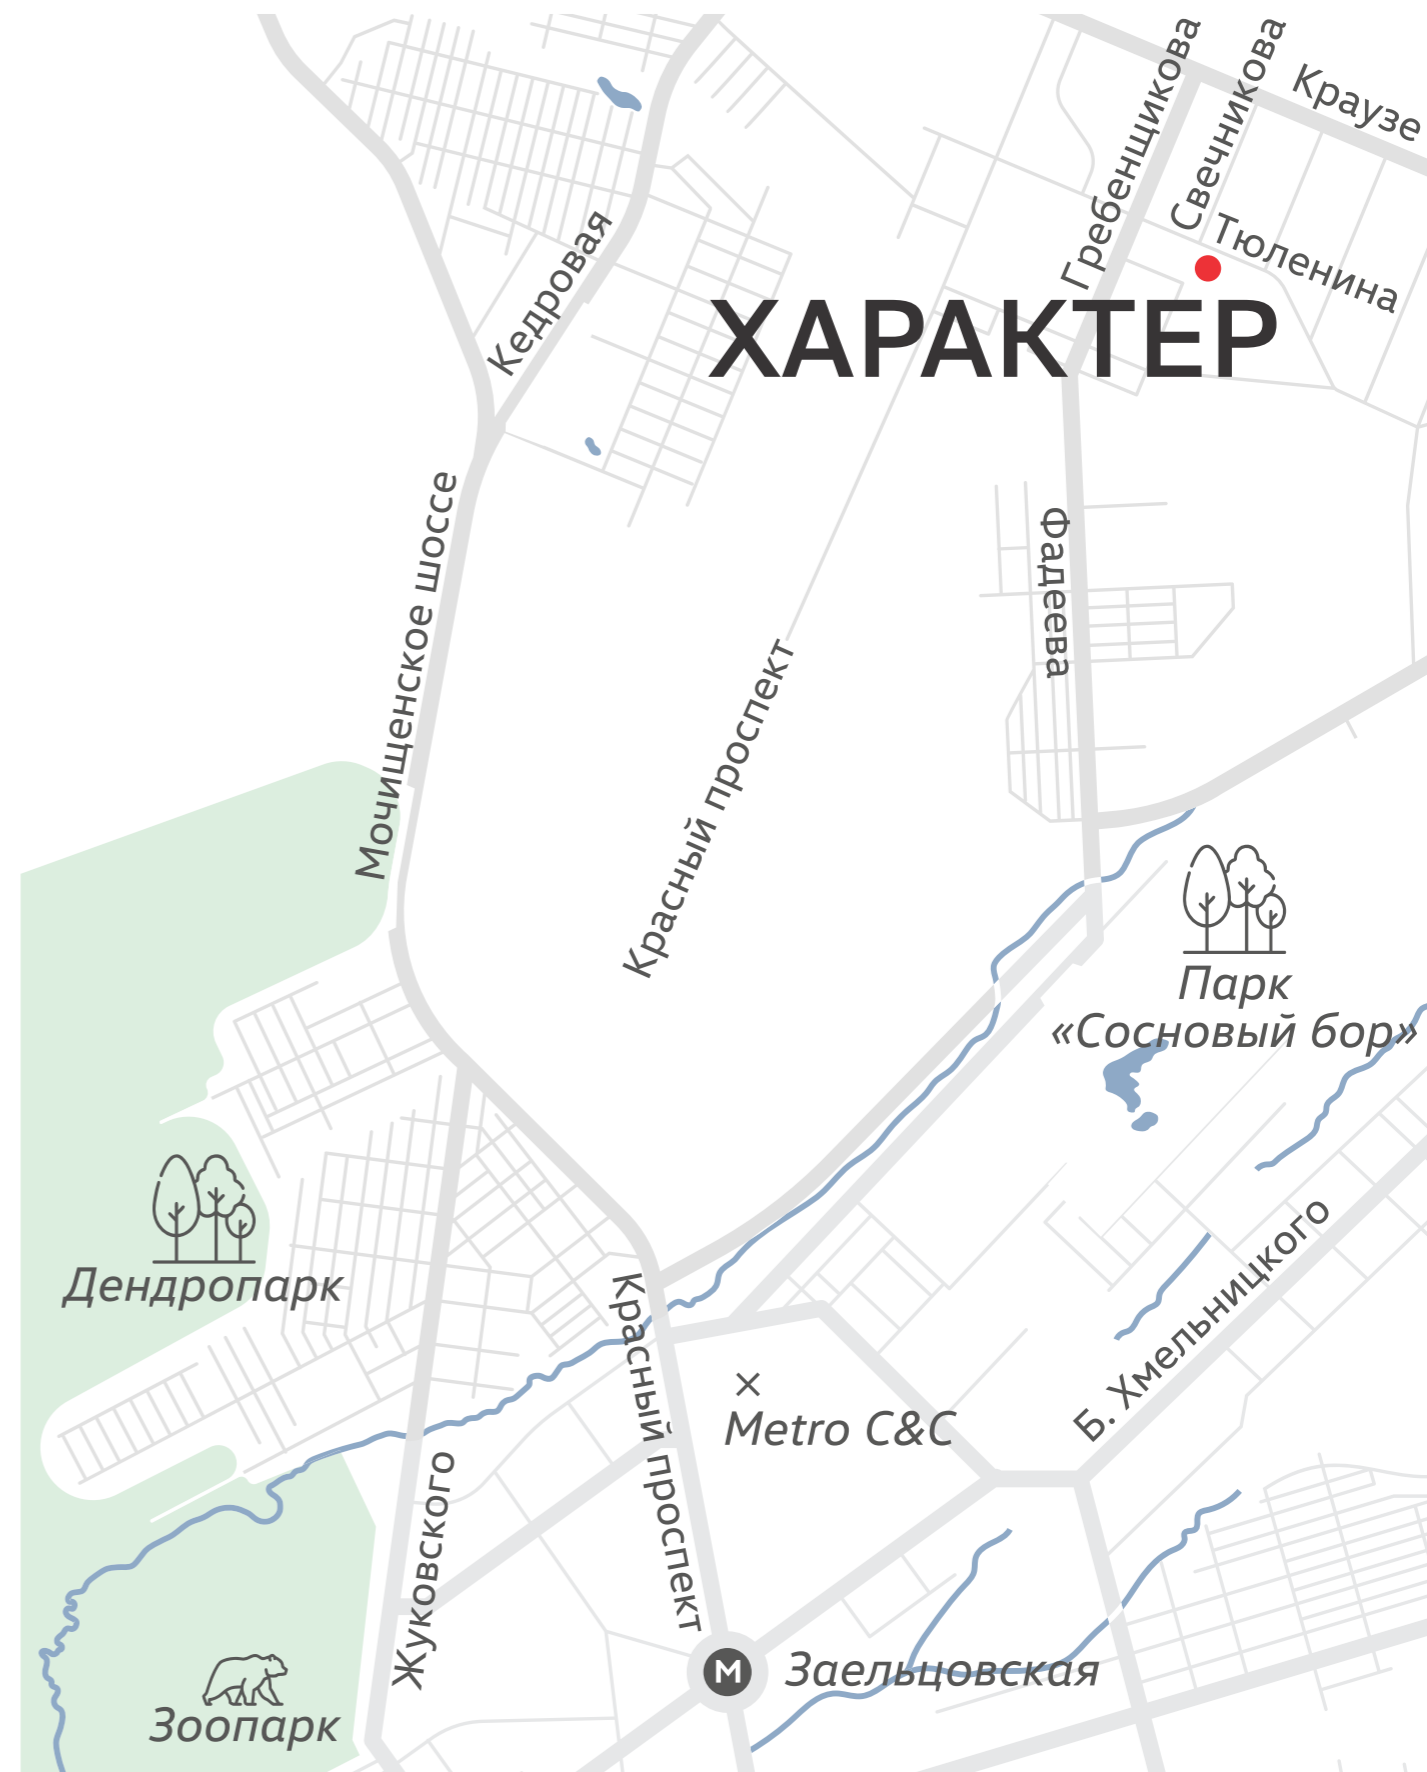 Гребенщикова
Свечникова
Краузе
Тюленина
Кедровая
ХАРАКТЕР
Мочищенское шоссе
Фадеева
Красный проспект
Парк
«Сосновый бор»
Дендропарк
Б. Хмельницкого
Красный проспект
Metro C&C
Жуковского
М
Заельцовская
Зоопарк